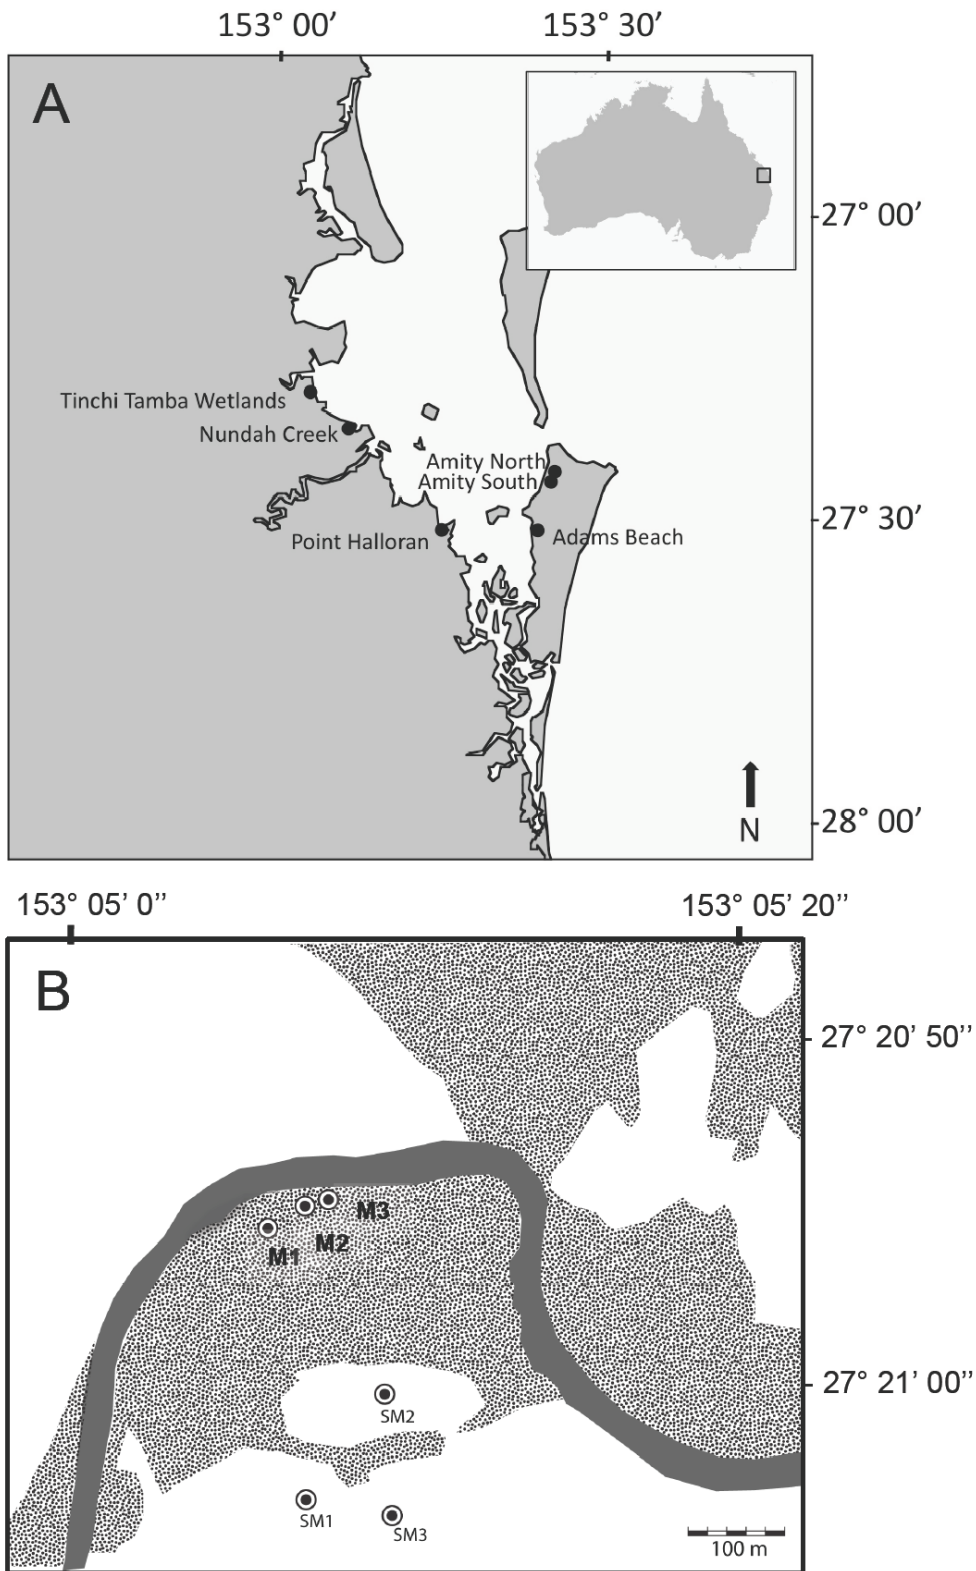 153° 00’ 153° 30’
A
27° 00’
Tinchi Tamba Wetlands
Nundah Creek
Amity North
Amity South
27° 30’
Point Halloran
Adams Beach
N
28° 00’
153° 05’ 0’’ 153° 05’ 20’’
B
27° 20’ 50’’
M3
M2
M1
27° 21’ 00’’
SM2
SM1
SM3
100 m